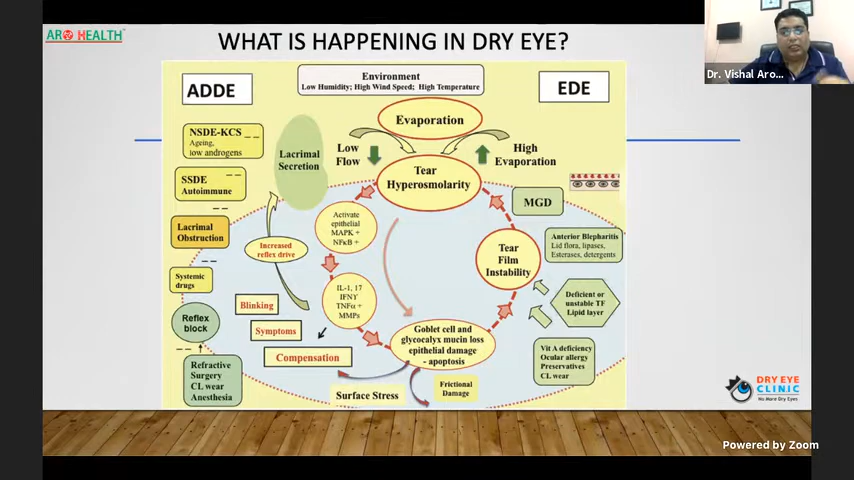 ARO HEALTH
WHAT IS HAPPENING IN DRY EYE?
Dr. Vishal Aro...
ADDE
Environment
Low Humidity; High Wind Speed; High Temperature
EDE
Evaporation
NSDE-KCS
Ageing,
low androgens
Lacrimal
Secretion
Low
Flow
High
Evaporation
Tear
Hyperosmolarity
SSDE
Autoimmune
MGD
Lacrimal
Obstruction
Activate
epithelial
MAPK +
NFκB +
Increased
reflex drive
Tear
Film
Instability
Anterior Blepharitis
Lid flora, lipases,
Esterases, detergents
Systemic
drugs
IL-1, 17
IFNγ
TNFα +
MMPs
Deficient or
unstable TF
Lipid layer
Reflex
block
Blinking
Symptoms
Compensation
Goblet cell and
glycocalyx mucin loss
epithelial damage
- apoptosis
Vit A deficiency
Ocular allergy
Preservatives
CL wear
Refractive
Surgery
CL wear
Anesthesia
Surface Stress
Frictional
Damage
DRY EYE
CLINIC
No More Dry Eyes
Powered by Zoom